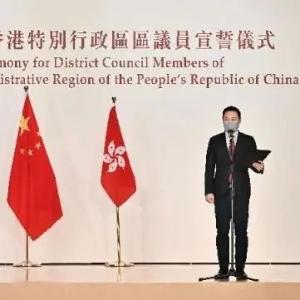 港特別行政區區議員宣誓儀式
mony for District Council Members of
istrative Region of the People's Republic of China